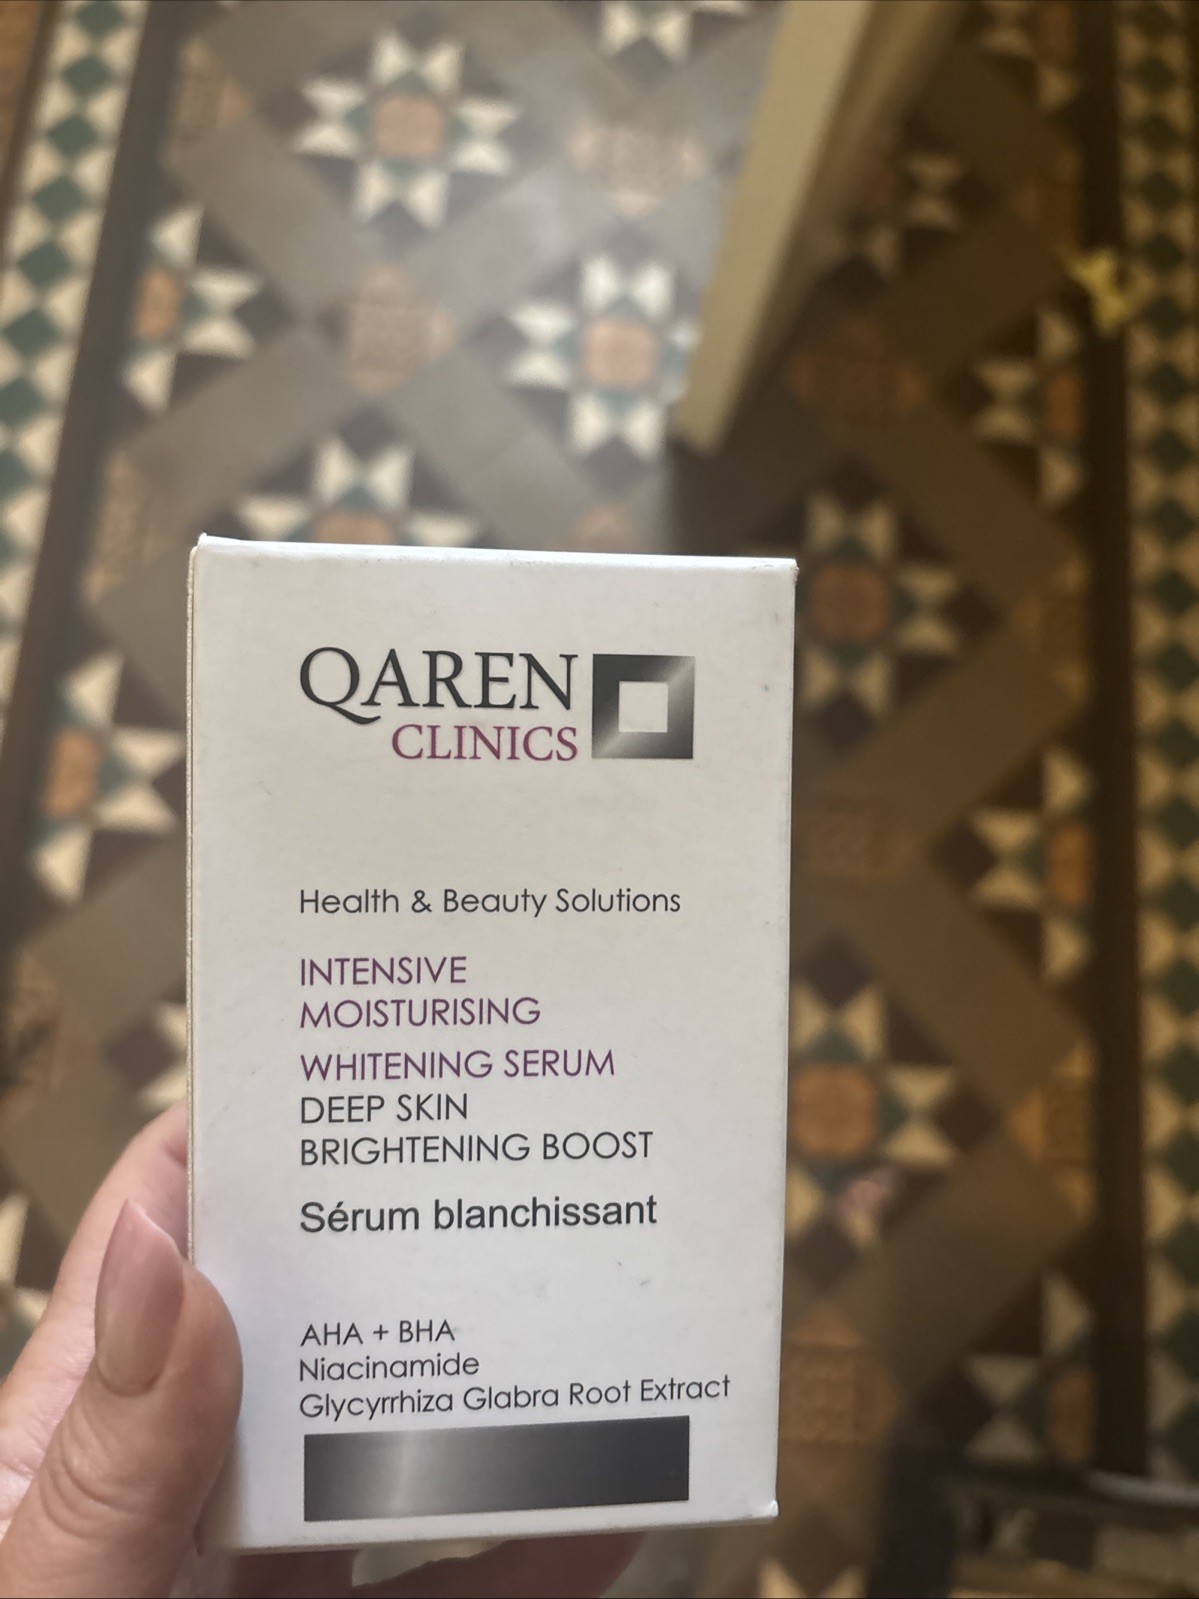 QAREN
CLINICS
Health & Beauty Solutions
INTENSIVE
MOISTURISING
WHITENING SERUM
DEEP SKIN
BRIGHTENING BOOST
Sérum blanchissant
AHA + BHA
Niacinamide
Glycyrrhiza Glabra Root Extract